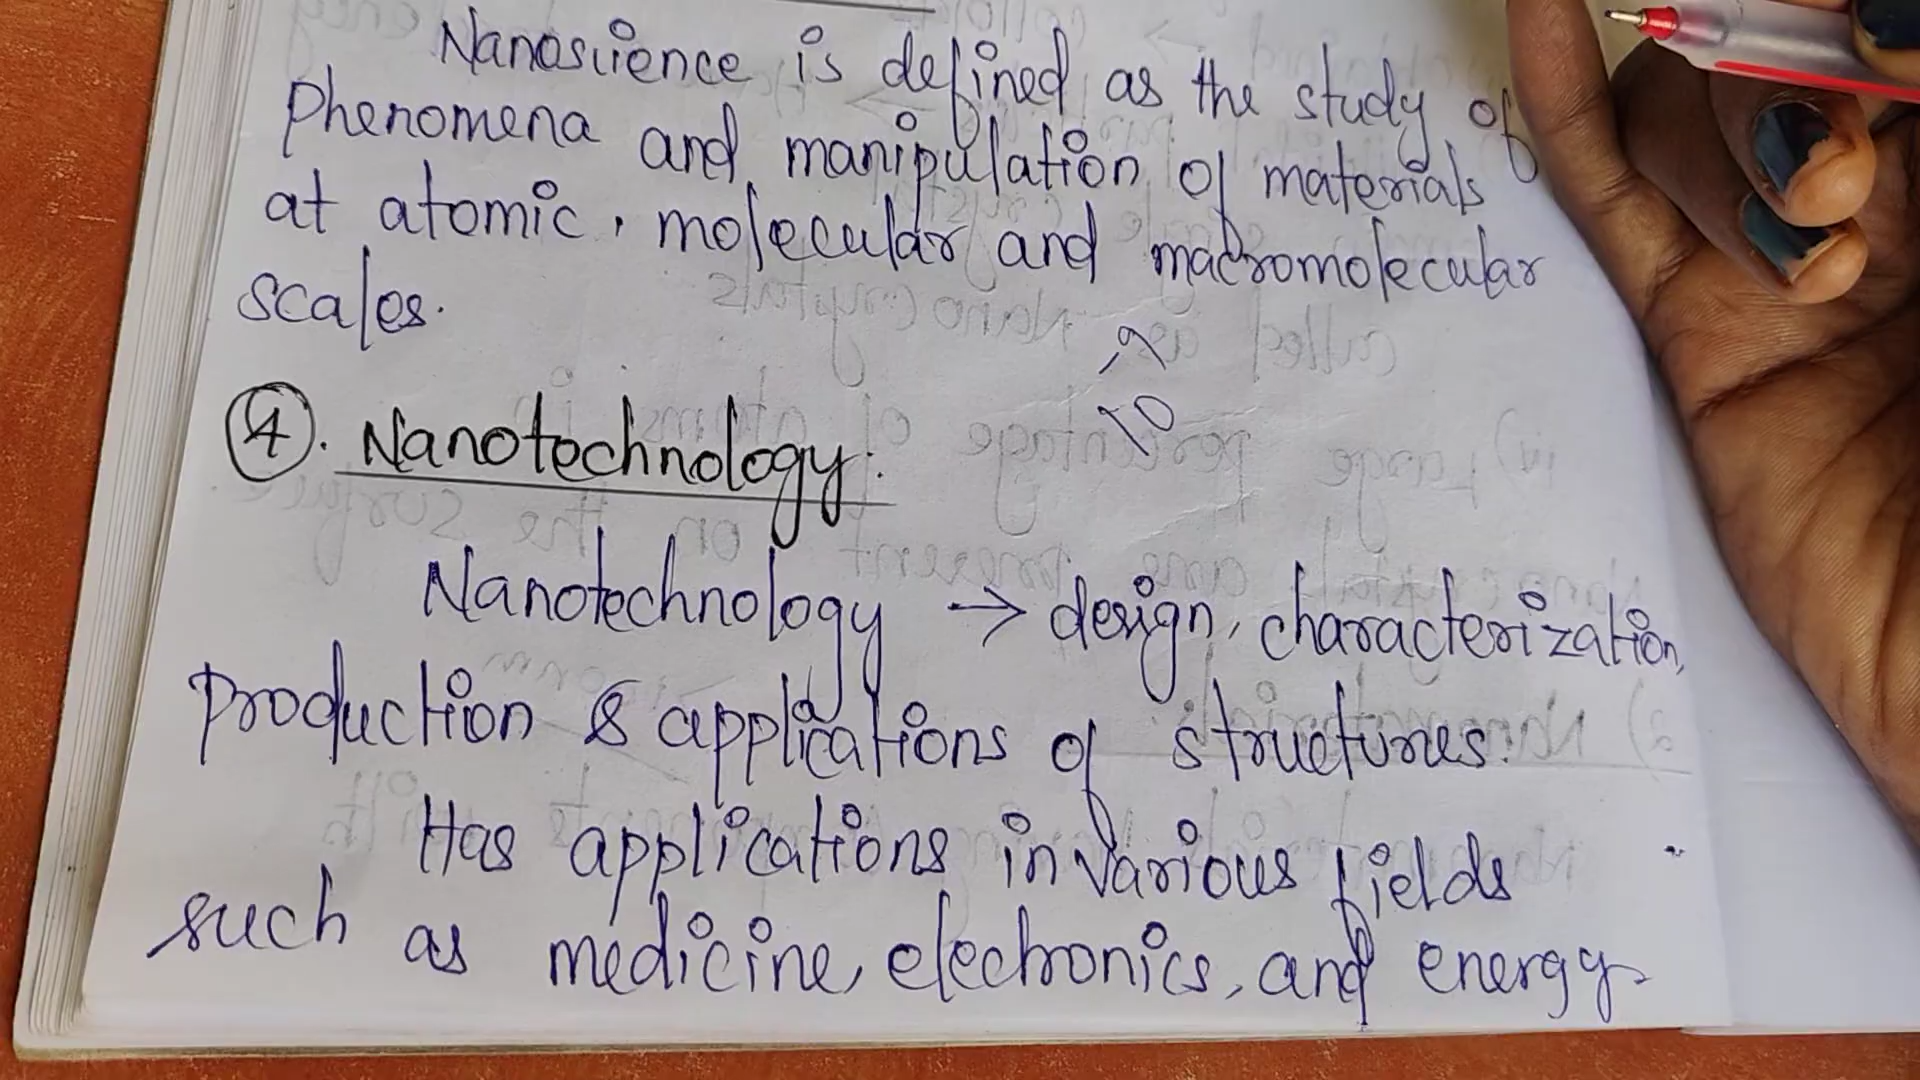 Nanoscience is defined as the study of
phenomena and manipulation of materials
at atomic, molecular and macromolecular
scales.
10⁻⁹
④. Nanotechnology:
Nanotechnology → design, characterization,
production & applications of structures.
Has applications in various fields
such as medicine, electronics, and energy.